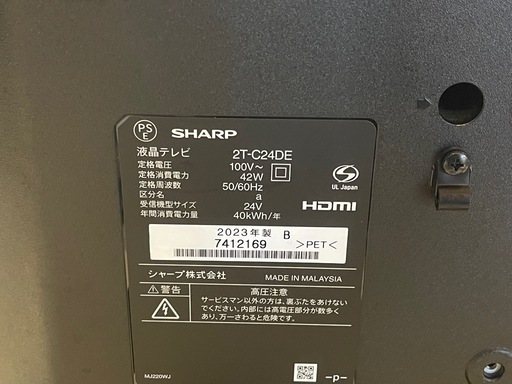 PS
E
SHARP
液晶テレビ 2T-C24DE
定格電圧 100V～
定格消費電力 42W
定格周波数 50/60Hz
区分名 a
受信機型サイズ 24V
年間消費電力量 40kWh/年
UL Japan
HDMI
2023年製 B
7412169 >PET<
シャープ株式会社 MADE IN MALAYSIA
⚠警告 高圧注意
サービスマン以外の方は、裏ぶたをあけない
でください。内部には高電圧部分が数多く
あり、万一さわると危険です。
MJ220WJ
-p-